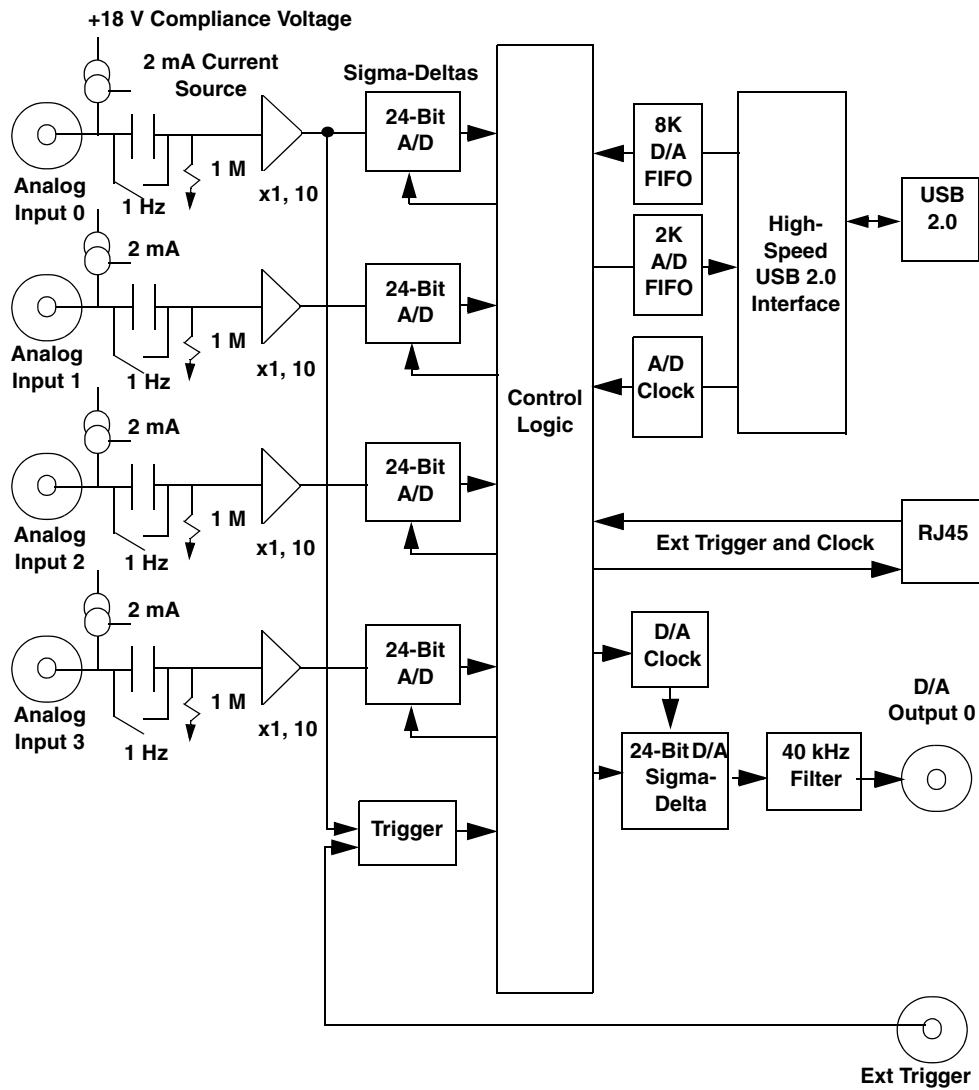 +18 V Compliance Voltage
2 mA Current
Source
Sigma-Deltas
24-Bit
A/D
1 M
x1, 10
1 Hz
Analog
Input 0
2 mA
24-Bit
A/D
1 M
x1, 10
1 Hz
Analog
Input 1
2 mA
24-Bit
A/D
1 M
x1, 10
1 Hz
Analog
Input 2
2 mA
24-Bit
A/D
1 M
x1, 10
1 Hz
Analog
Input 3
Trigger
Control
Logic
8K
D/A
FIFO
2K
A/D
FIFO
A/D
Clock
High-
Speed
USB 2.0
Interface
USB
2.0
RJ45
Ext Trigger and Clock
D/A
Clock
24-Bit D/A
Sigma-
Delta
40 kHz
Filter
D/A
Output 0
Ext Trigger